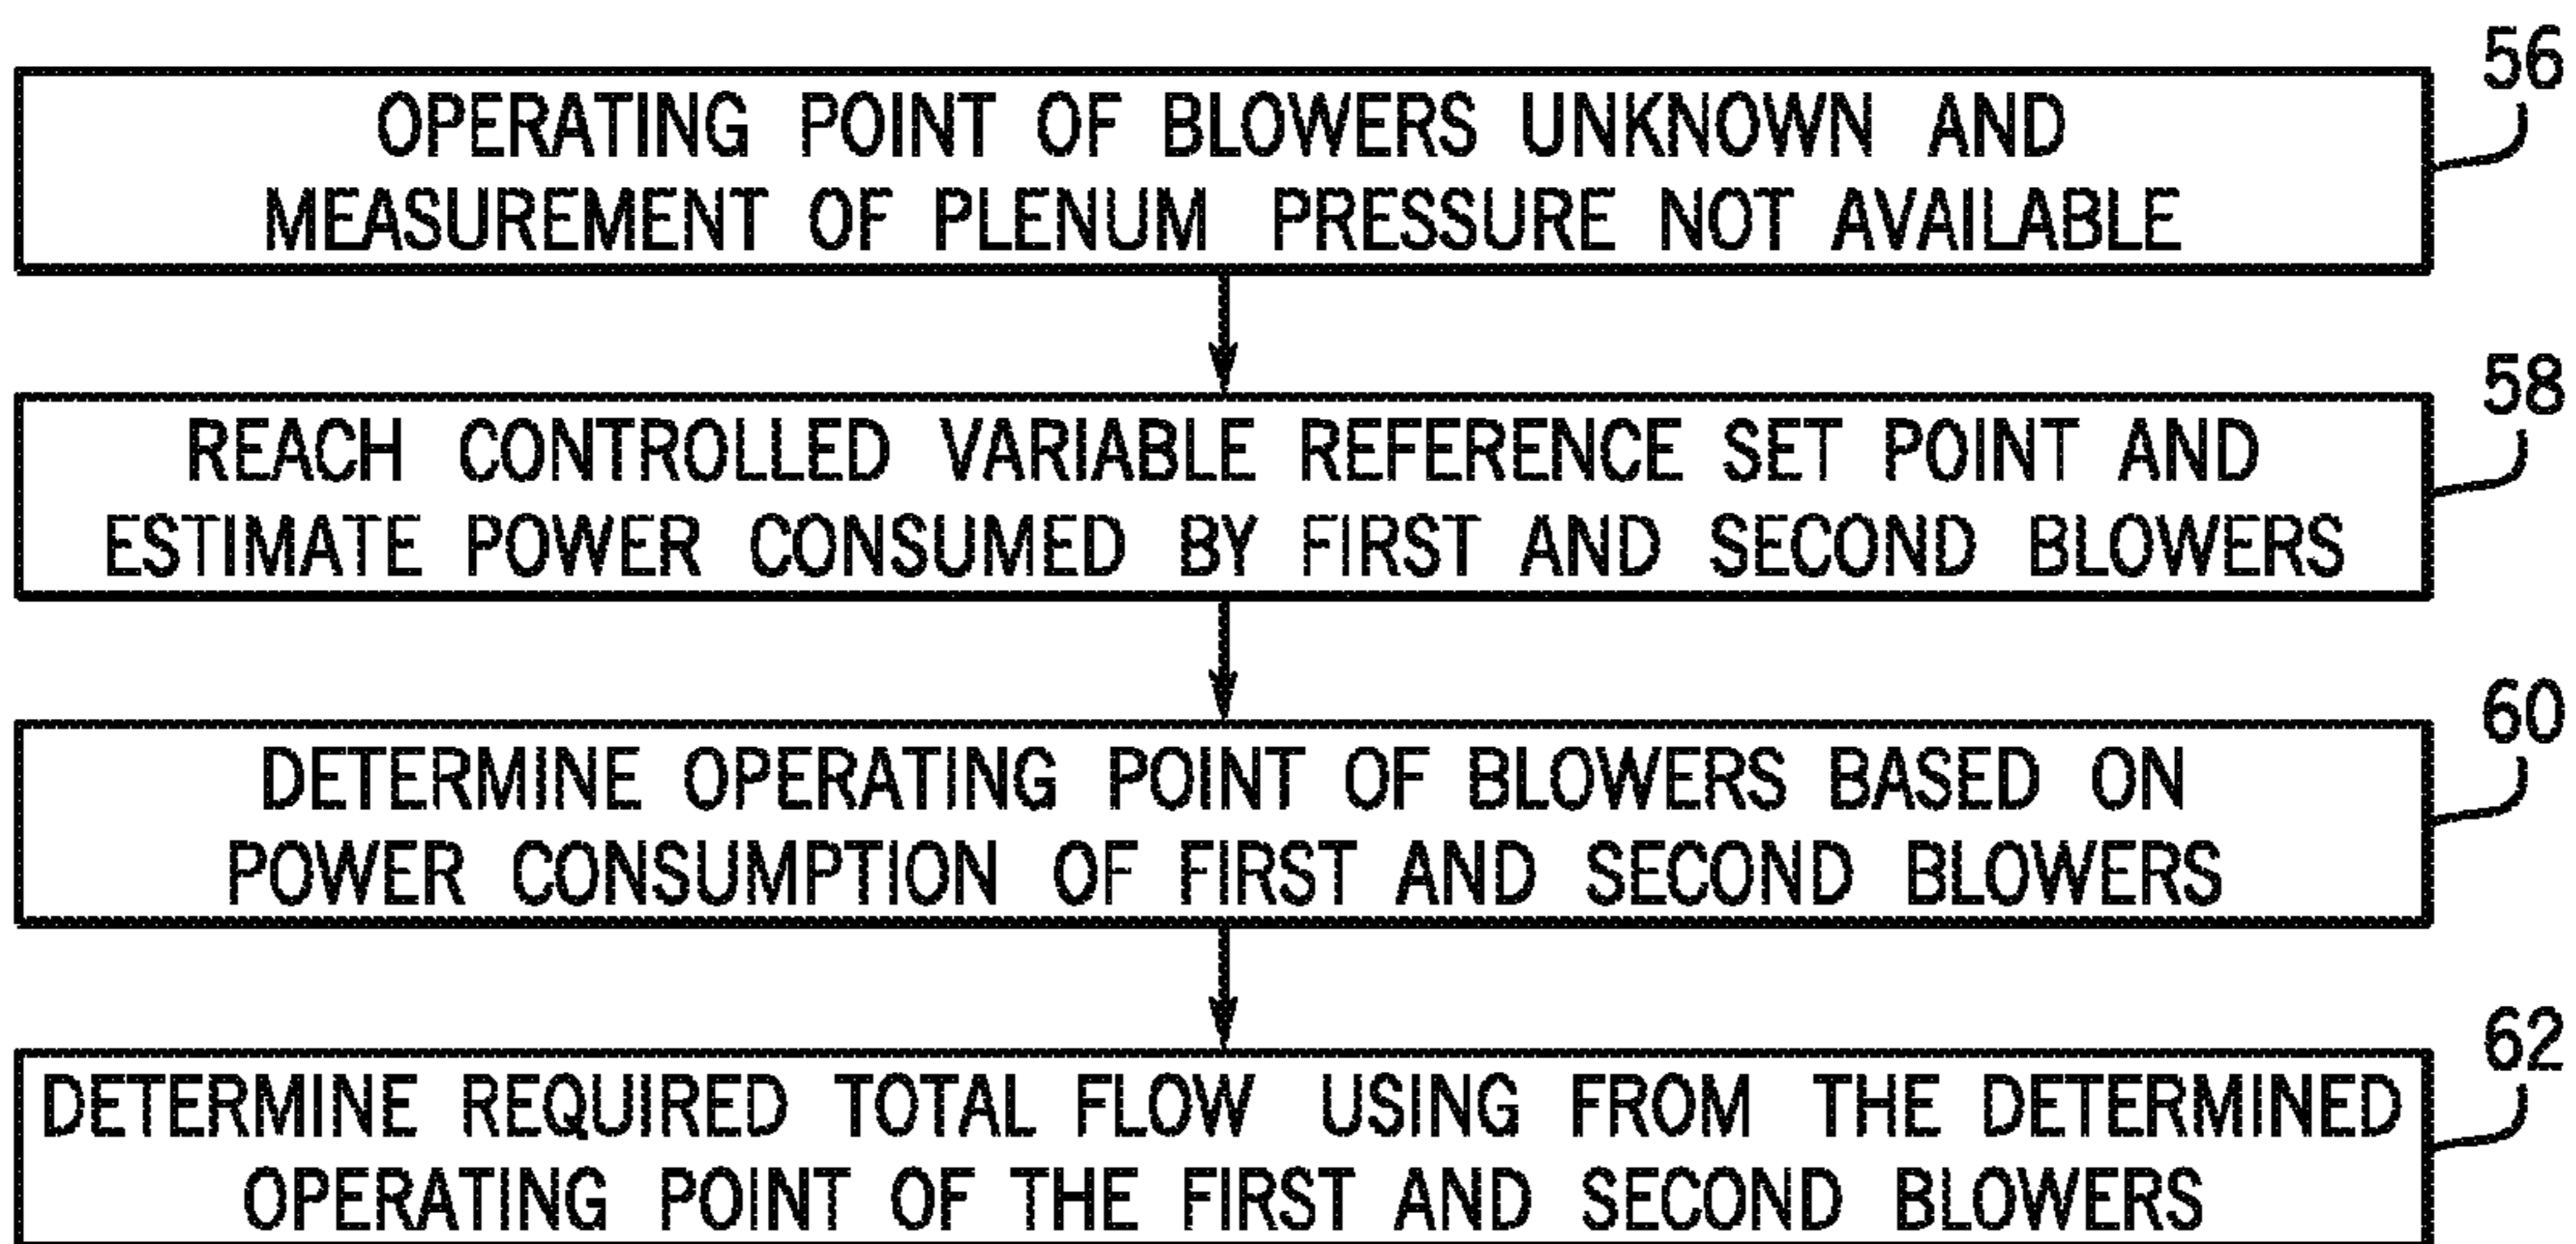 56
OPERATING POINT OF BLOWERS UNKNOWN AND
MEASUREMENT OF PLENUM PRESSURE NOT AVAILABLE
58
REACH CONTROLLED VARIABLE REFERENCE SET POINT AND
ESTIMATE POWER CONSUMED BY FIRST AND SECOND BLOWERS
60
DETERMINE OPERATING POINT OF BLOWERS BASED ON
POWER CONSUMPTION OF FIRST AND SECOND BLOWERS
62
DETERMINE REQUIRED TOTAL FLOW USING FROM THE DETERMINED
OPERATING POINT OF THE FIRST AND SECOND BLOWERS